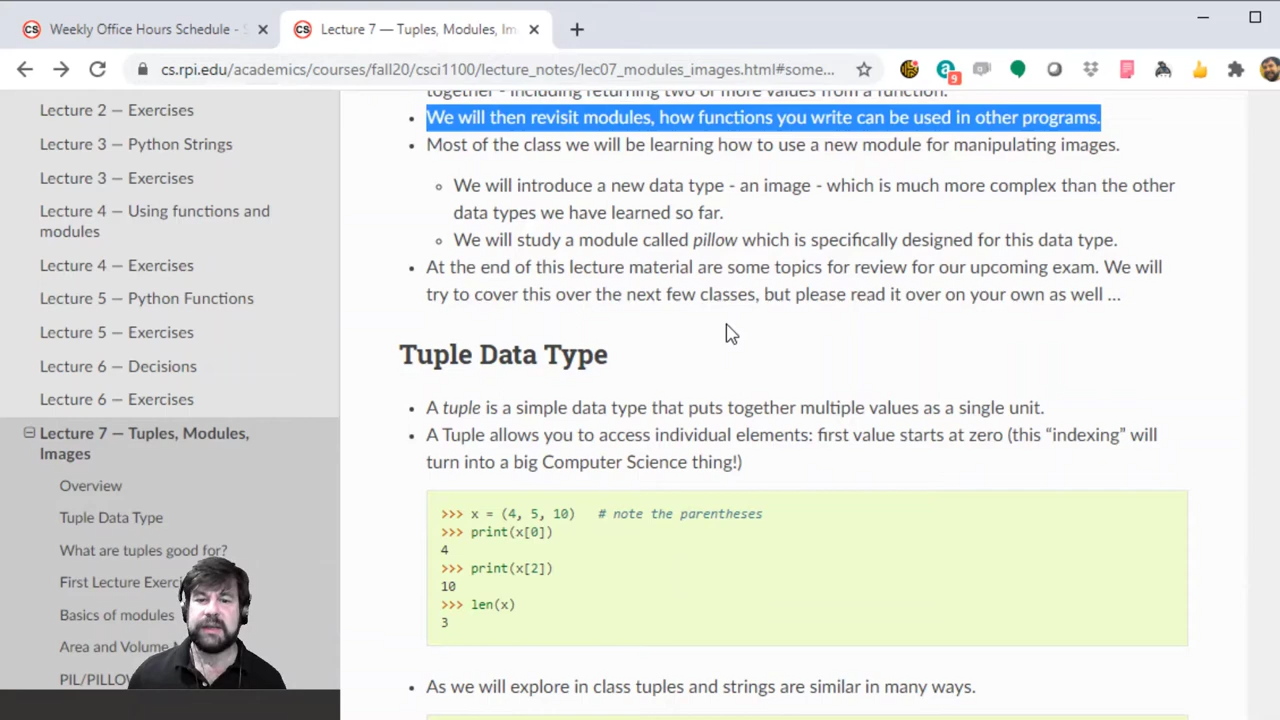 Weekly Office Hours Schedule -
Lecture 7 — Tuples, Modules, Im
cs.rpi.edu/academics/courses/fall20/csci1100/lecture_notes/lec07_modules_images.html#some...
9
Lecture 2 — Exercises
Lecture 3 — Python Strings
Lecture 3 — Exercises
Lecture 4 — Using functions and
modules
Lecture 4 — Exercises
Lecture 5 — Python Functions
Lecture 5 — Exercises
Lecture 6 — Decisions
Lecture 6 — Exercises
Lecture 7 — Tuples, Modules,
Images
Overview
Tuple Data Type
What are tuples good for?
First Lecture Exerci
Basics of modules
Area and Volume
PIL/PILLOW
together - including returning two or more values from a function.
• We will then revisit modules, how functions you write can be used in other programs.
• Most of the class we will be learning how to use a new module for manipulating images.
◦ We will introduce a new data type - an image - which is much more complex than the other
data types we have learned so far.
◦ We will study a module called pillow which is specifically designed for this data type.
• At the end of this lecture material are some topics for review for our upcoming exam. We will
try to cover this over the next few classes, but please read it over on your own as well ...
Tuple Data Type
• A tuple is a simple data type that puts together multiple values as a single unit.
• A Tuple allows you to access individual elements: first value starts at zero (this “indexing” will
turn into a big Computer Science thing!)
>>> x = (4, 5, 10)   # note the parentheses
>>> print(x[0])
4
>>> print(x[2])
10
>>> len(x)
3
• As we will explore in class tuples and strings are similar in many ways.